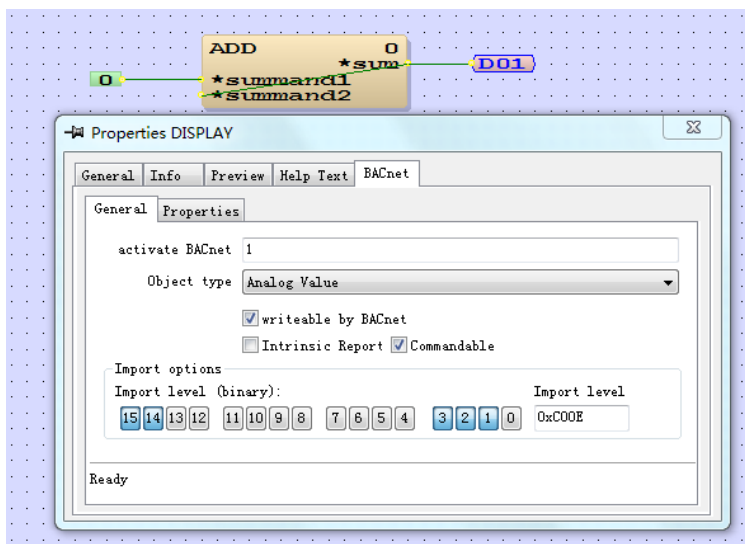 ADD 0
*sum
D01
0
*summand1
*summand2
Properties DISPLAY
General Info Preview Help Text BACnet
General Properties
activate BACnet 1
Object type Analog Value
writeable by BACnet
Intrinsic Report Commandable
Import options
Import level (binary): Import level
15 14 13 12 11 10 9 8 7 6 5 4 3 2 1 0 0xC00E
Ready